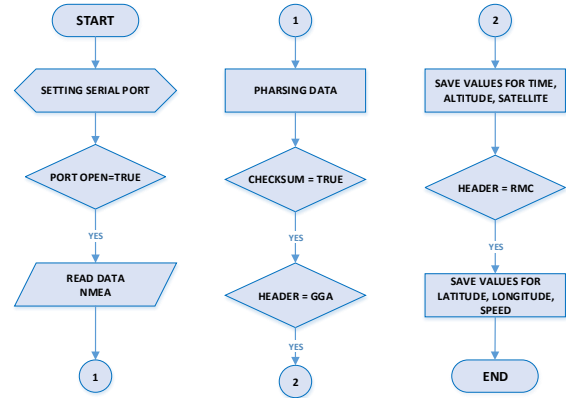 START
SETTING SERIAL PORT
PORT OPEN=TRUE
YES
READ DATA
NMEA
1
1
PHARSING DATA
CHECKSUM = TRUE
YES
HEADER = GGA
YES
2
2
SAVE VALUES FOR TIME,
ALTITUDE, SATELLITE
HEADER = RMC
YES
SAVE VALUES FOR
LATITUDE, LONGITUDE,
SPEED
END